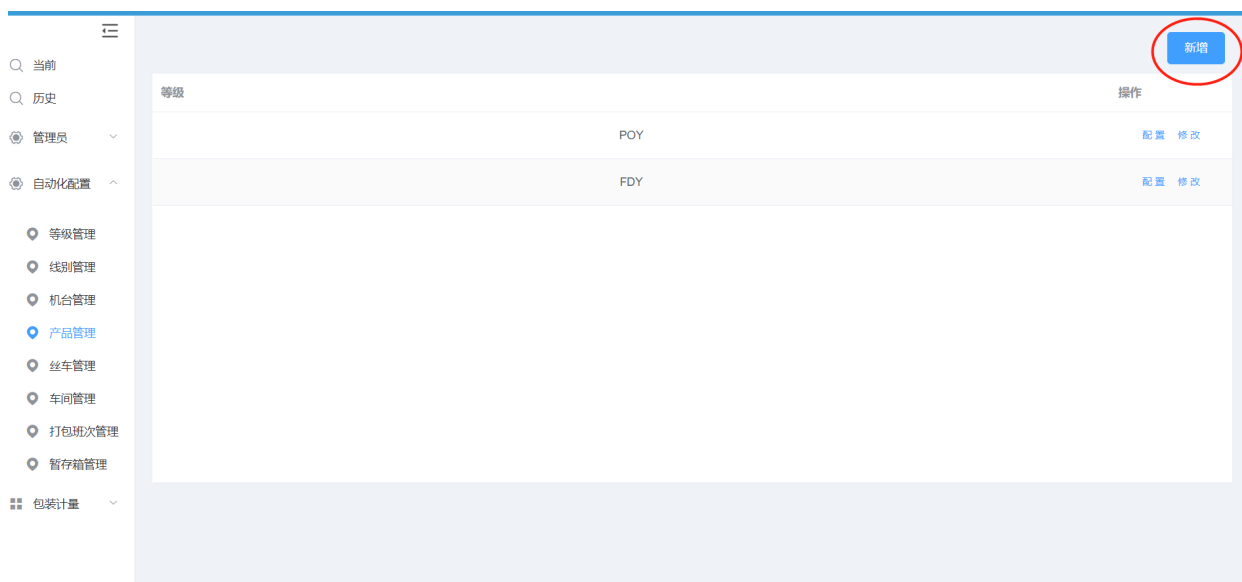 新增
当前
历史
管理员
自动化配置
等级管理
线别管理
机台管理
产品管理
丝车管理
车间管理
打包班次管理
暂存箱管理
包装计量
等级 操作
POY 配置 修改
FDY 配置 修改